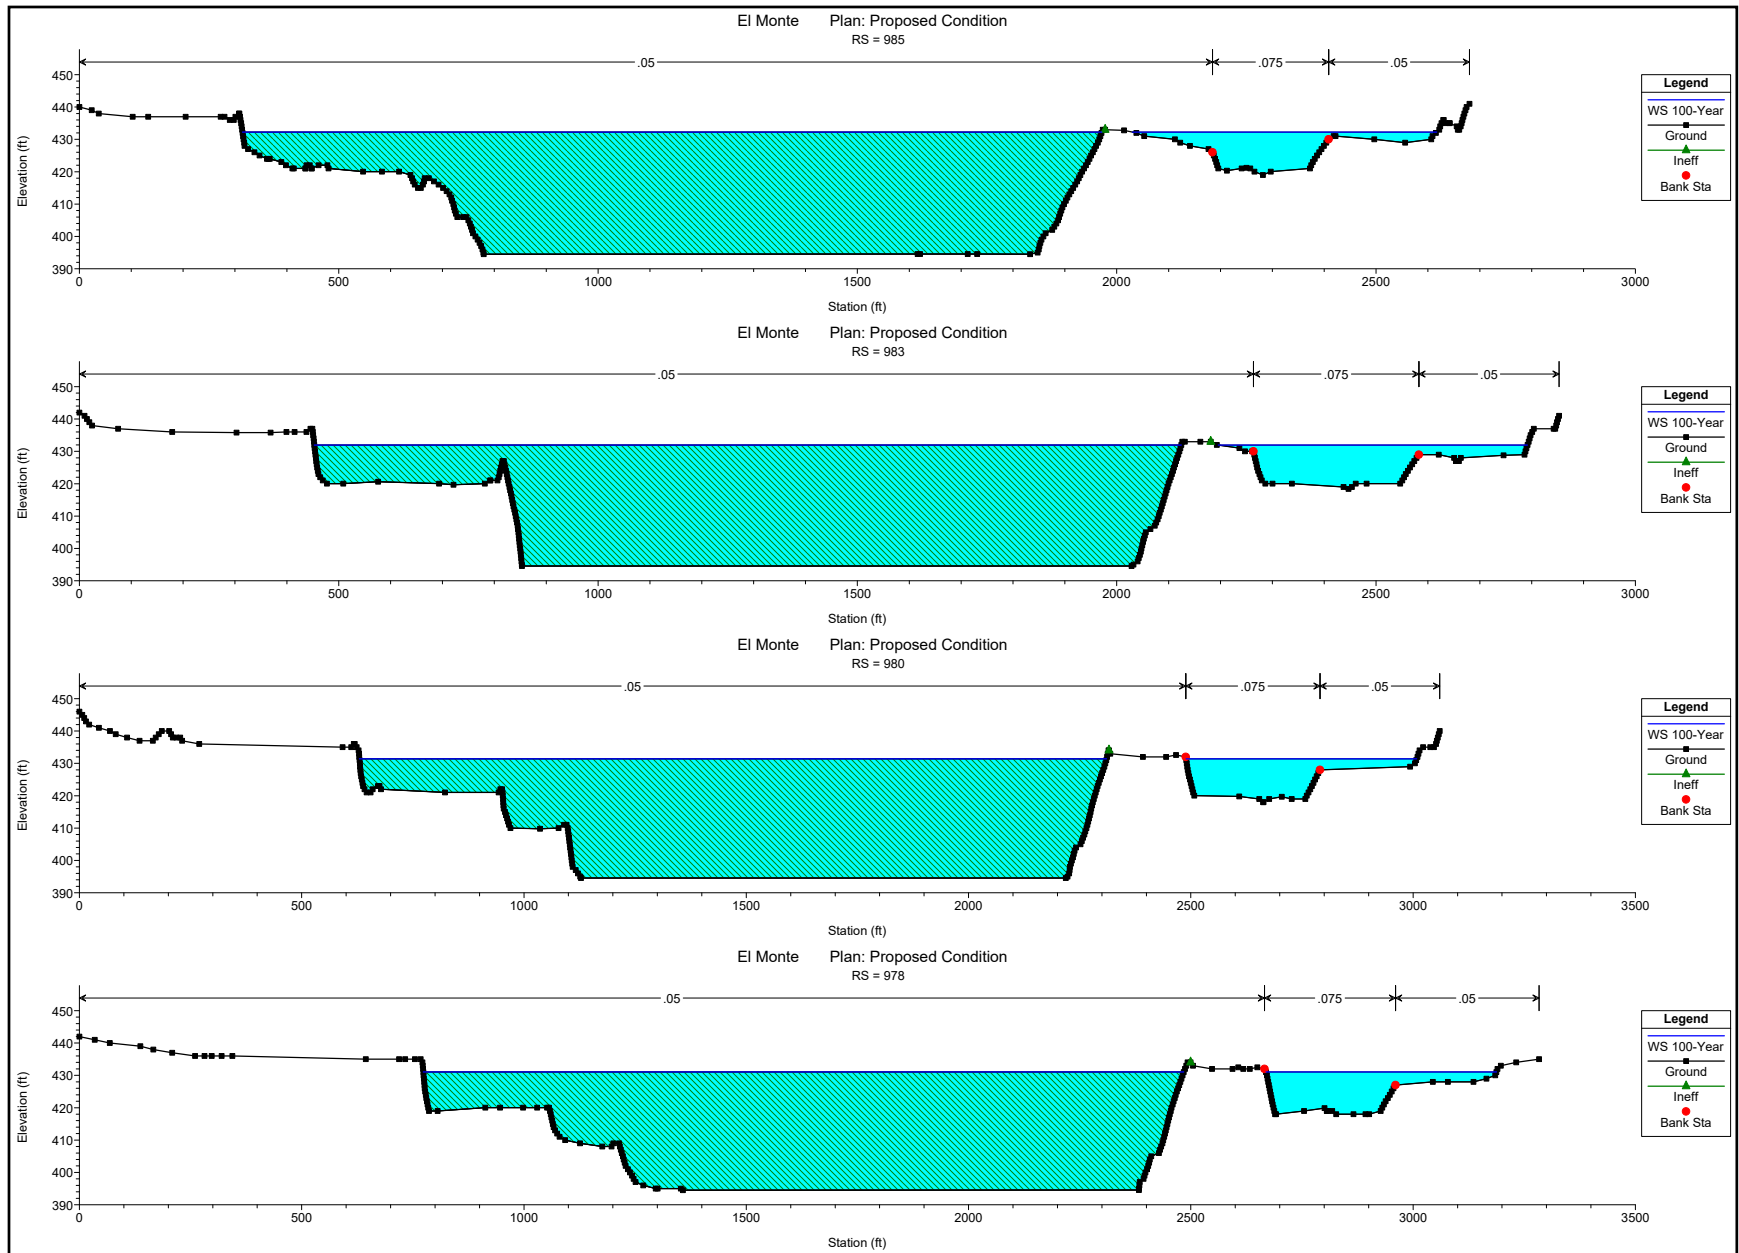 El Monte Plan: Proposed Condition
RS = 985
.05 .075 .05
450
440
430
420
410
400
390
Elevation (ft)
0 500 1000 1500 2000 2500 3000
Station (ft)
Legend
WS 100-Year
Ground
Ineff
Bank Sta
El Monte Plan: Proposed Condition
RS = 983
.05 .075 .05
450
440
430
420
410
400
390
Elevation (ft)
0 500 1000 1500 2000 2500 3000
Station (ft)
Legend
WS 100-Year
Ground
Ineff
Bank Sta
El Monte Plan: Proposed Condition
RS = 980
.05 .075 .05
450
440
430
420
410
400
390
Elevation (ft)
0 500 1000 1500 2000 2500 3000 3500
Station (ft)
Legend
WS 100-Year
Ground
Ineff
Bank Sta
El Monte Plan: Proposed Condition
RS = 978
.05 .075 .05
450
440
430
420
410
400
390
Elevation (ft)
0 500 1000 1500 2000 2500 3000 3500
Station (ft)
Legend
WS 100-Year
Ground
Ineff
Bank Sta